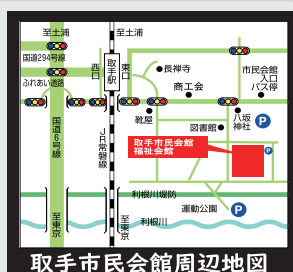 至土浦
至土浦
国道294号線
ふれあい道路
西口
取手駅
東口
長禅寺
商工会
市民会館
入口
バス停
靴屋
図書館
八坂
神社
P
取手市民会館
福祉会館
P
国道6号線
JR常磐線
利根川堤防
運動公園
P
利根川
至東京
至東京
取手市民会館周辺地図